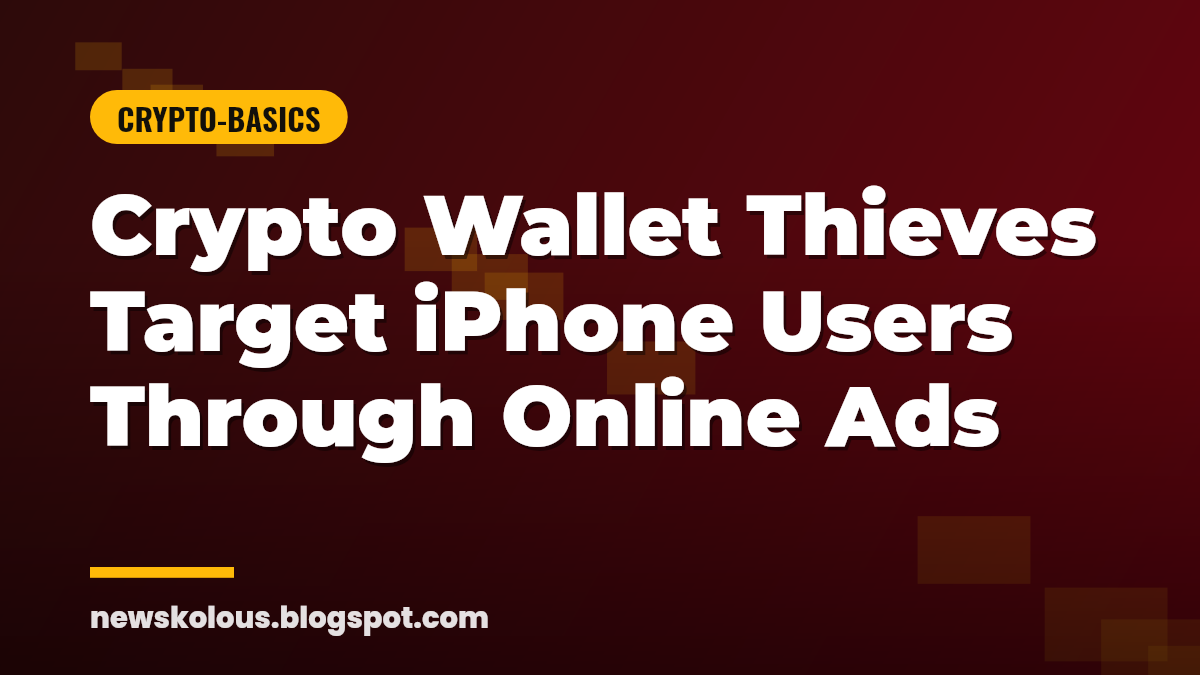 CRYPTO-BASICS
Crypto Wallet Thieves
Target iPhone Users
Through Online Ads
newskolous.blogspot.com